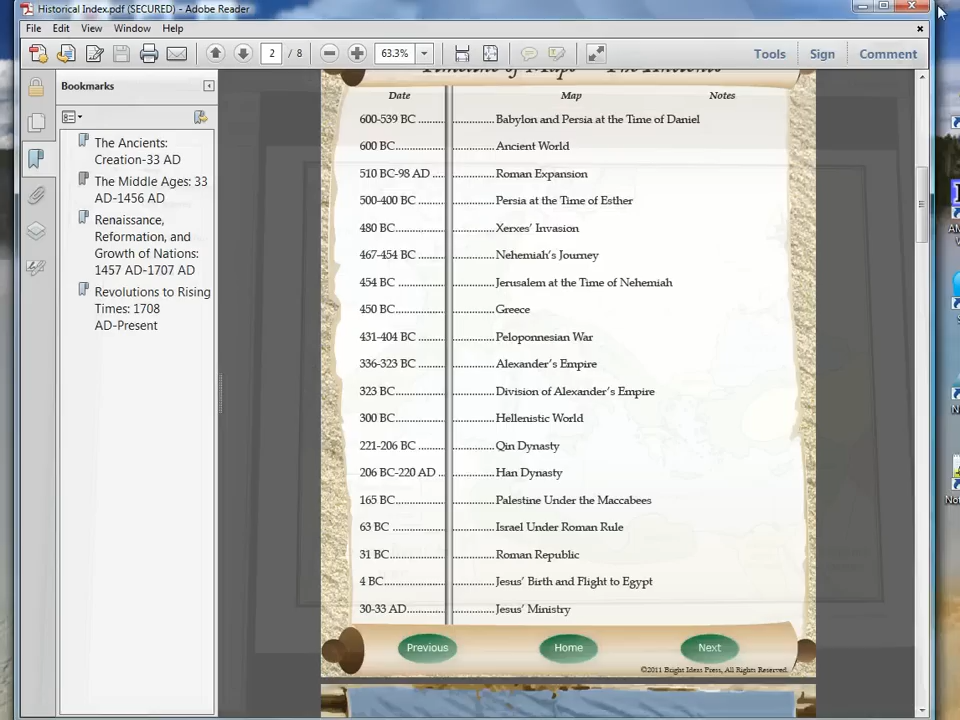 Historical Index.pdf (SECURED) - Adobe Reader
File Edit View Window Help
2 / 8 63.3% Tools Sign Comment
Bookmarks
The Ancients:
Creation-33 AD
The Middle Ages: 33
AD-1456 AD
Renaissance,
Reformation, and
Growth of Nations:
1457 AD-1707 AD
Revolutions to Rising
Times: 1708
AD-Present
Timeline of Maps - The Ancients
Date Map Notes
600-539 BC ...................... Babylon and Persia at the Time of Daniel
600 BC...................... Ancient World
510 BC-98 AD ...................... Roman Expansion
500-400 BC ...................... Persia at the Time of Esther
480 BC...................... Xerxes' Invasion
467-454 BC ...................... Nehemiah's Journey
454 BC ...................... Jerusalem at the Time of Nehemiah
450 BC...................... Greece
431-404 BC ...................... Peloponnesian War
336-323 BC ...................... Alexander's Empire
323 BC...................... Division of Alexander's Empire
300 BC...................... Hellenistic World
221-206 BC ...................... Qin Dynasty
206 BC-220 AD ...................... Han Dynasty
165 BC...................... Palestine Under the Maccabees
63 BC ...................... Israel Under Roman Rule
31 BC...................... Roman Republic
4 BC...................... Jesus' Birth and Flight to Egypt
30-33 AD...................... Jesus' Ministry
Previous Home Next
©2011 Bright Ideas Press, All Rights Reserved.